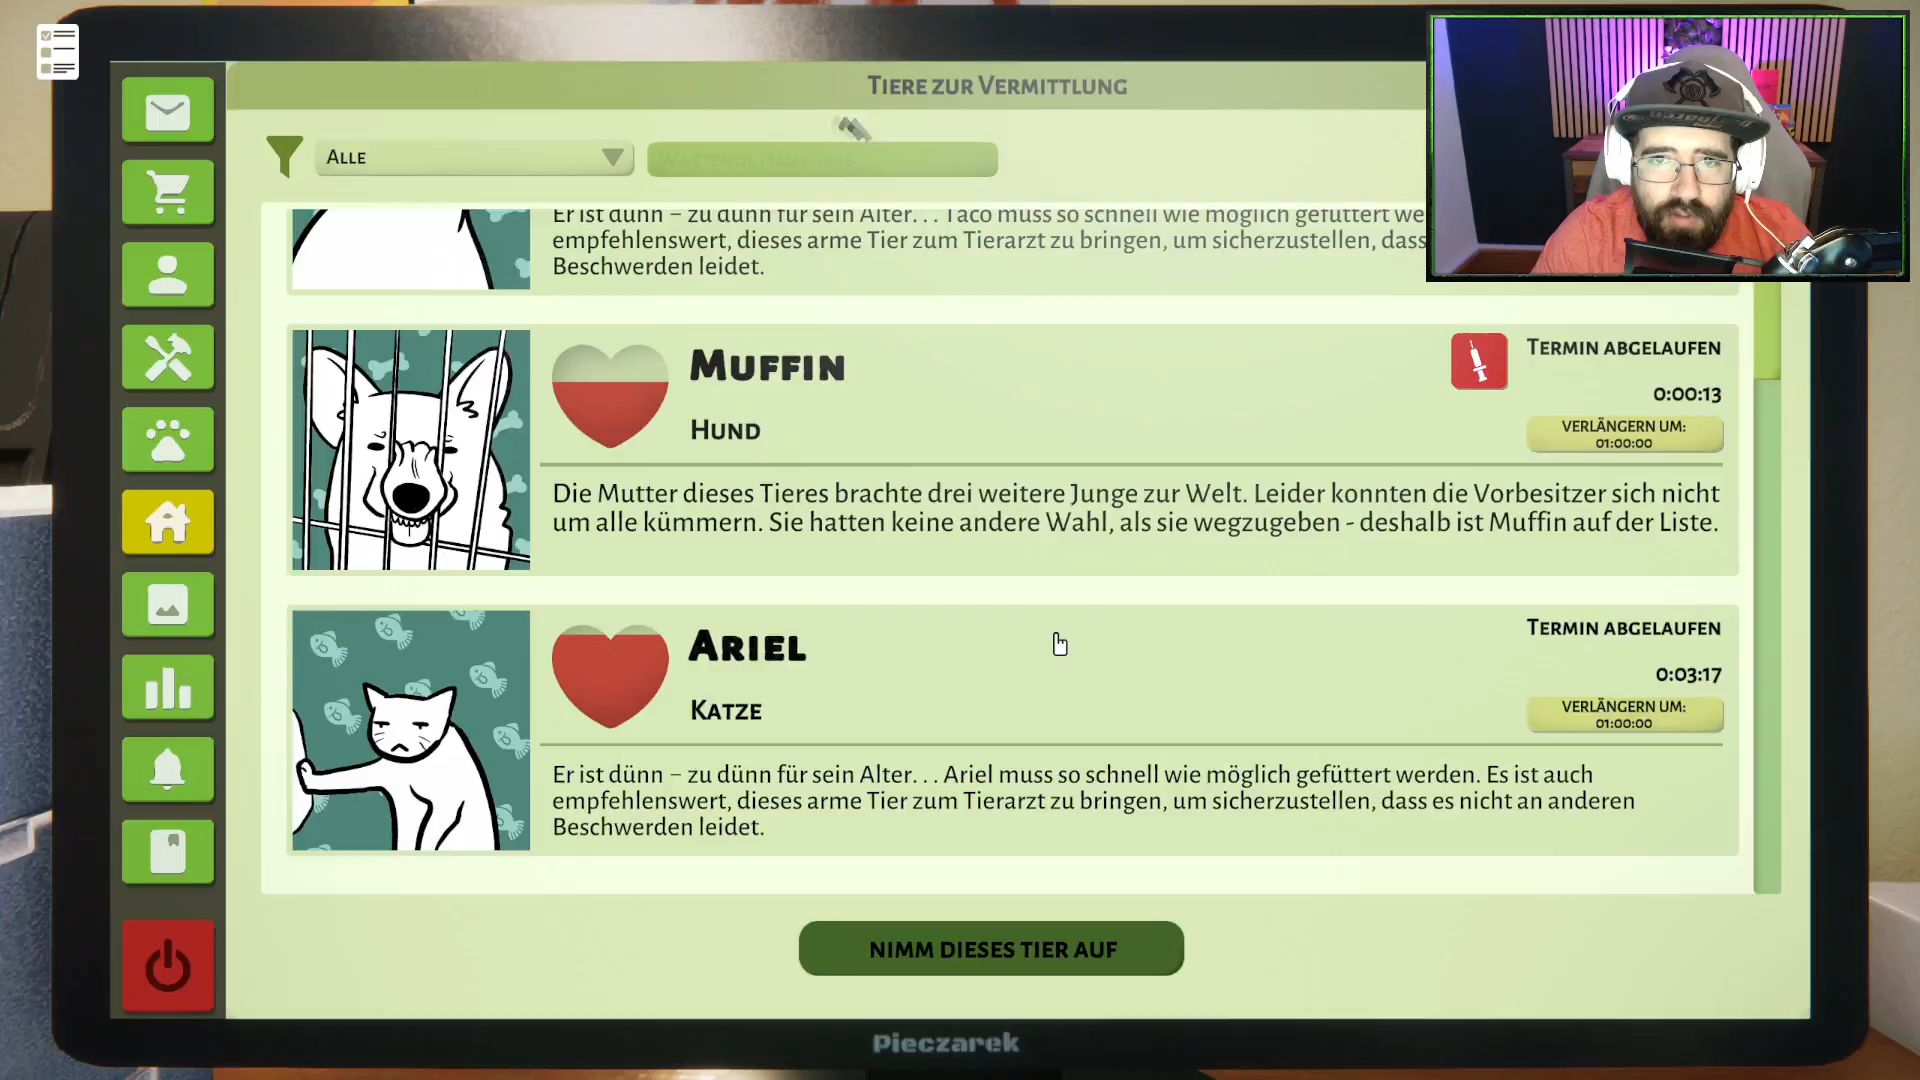 TIERE ZUR VERMITTLUNG
ALLE
Er ist dünn – zu dünn für sein Alter. . . Taco muss so schnell wie möglich gefüttert we
empfehlenswert, dieses arme Tier zum Tierarzt zu bringen, um sicherzustellen, dass
Beschwerden leidet.
MUFFIN
HUND
TERMIN ABGELAUFEN
0:00:13
VERLÄNGERN UM:
01:00:00
Die Mutter dieses Tieres brachte drei weitere Junge zur Welt. Leider konnten die Vorbesitzer sich nicht
um alle kümmern. Sie hatten keine andere Wahl, als sie wegzugeben - deshalb ist Muffin auf der Liste.
ARIEL
KATZE
TERMIN ABGELAUFEN
0:03:17
VERLÄNGERN UM:
01:00:00
Er ist dünn – zu dünn für sein Alter. . . Ariel muss so schnell wie möglich gefüttert werden. Es ist auch
empfehlenswert, dieses arme Tier zum Tierarzt zu bringen, um sicherzustellen, dass es nicht an anderen
Beschwerden leidet.
NIMM DIESES TIER AUF
Pieczarek